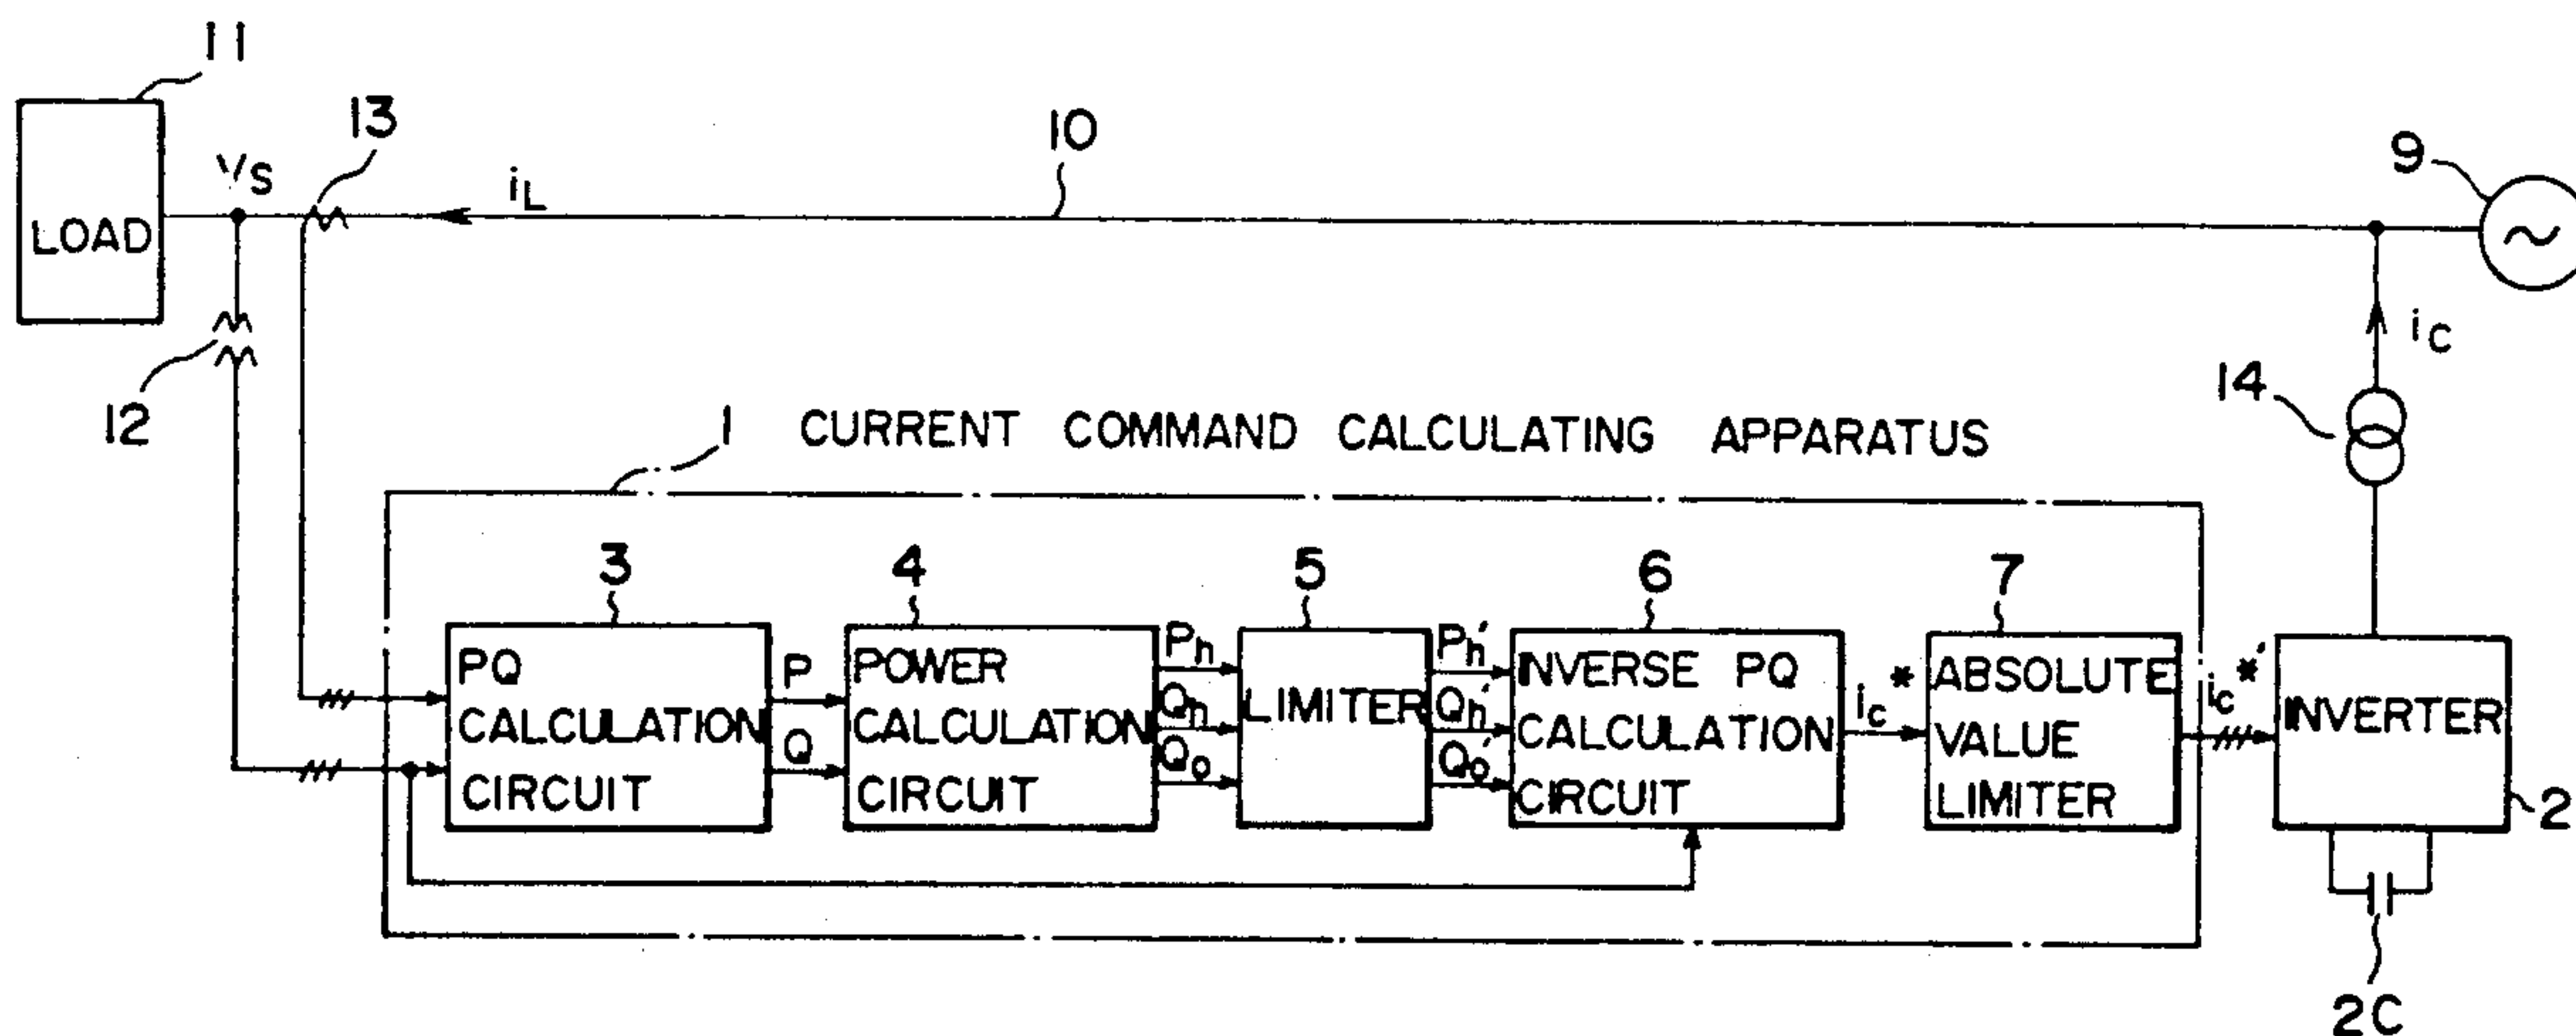 11
LOAD
Vs
13
iL
10
9
12
iC
14
1 CURRENT COMMAND CALCULATING APPARATUS
3
PQ
CALCULATION
CIRCUIT
P
Q
4
POWER
CALCULATION
CIRCUIT
Ph
Qh
Qo
5
LIMITER
Ph'
Qh'
Qo'
6
INVERSE PQ
CALCULATION
CIRCUIT
ic*
7
ABSOLUTE
VALUE
LIMITER
ic*'
INVERTER
2
2C